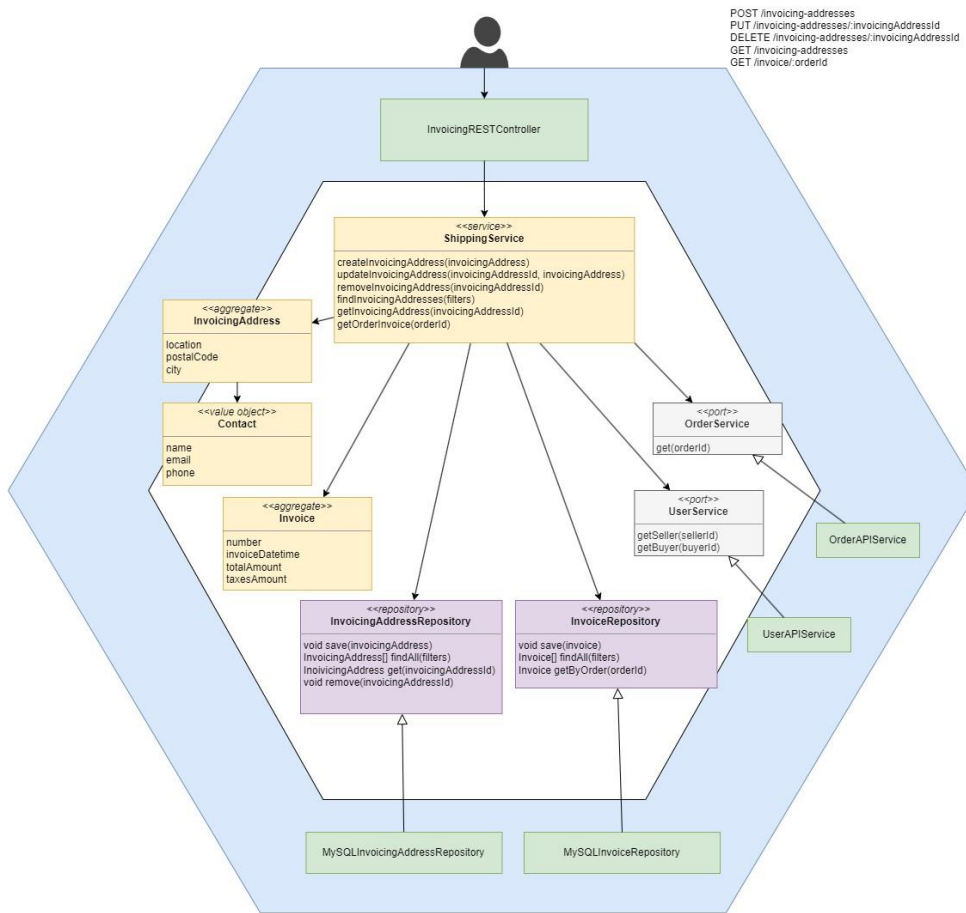 POST /invoicing-addresses
PUT /invoicing-addresses/:invoicingAddressId
DELETE /invoicing-addresses/:invoicingAddressId
GET /invoicing-addresses
GET /invoice/:orderId
InvoicingRESTController
<<service>>
ShippingService
createInvoicingAddress(invoicingAddress)
updateInvoicingAddress(invoicingAddressId, invoicingAddress)
removeInvoicingAddress(invoicingAddressId)
findInvoicingAddresses(filters)
getInvoicingAddress(invoicingAddressId)
getOrderInvoice(orderId)
<<aggregate>>
InvoicingAddress
location
postalCode
city
<<value object>>
Contact
name
email
phone
<<port>>
OrderService
get(orderId)
<<aggregate>>
Invoice
number
invoiceDatetime
totalAmount
taxesAmount
<<port>>
UserService
getSeller(sellerId)
getBuyer(buyerId)
OrderAPIService
UserAPIService
<<repository>>
InvoicingAddressRepository
void save(invoicingAddress)
InvoicingAddress[] findAll(filters)
InoivicingAddress get(invoicingAddressId)
void remove(invoicingAddressId)
<<repository>>
InvoiceRepository
void save(invoice)
Invoice[] findAll(filters)
Invoice getByOrder(orderId)
MySQLInvoicingAddressRepository
MySQLInvoiceRepository